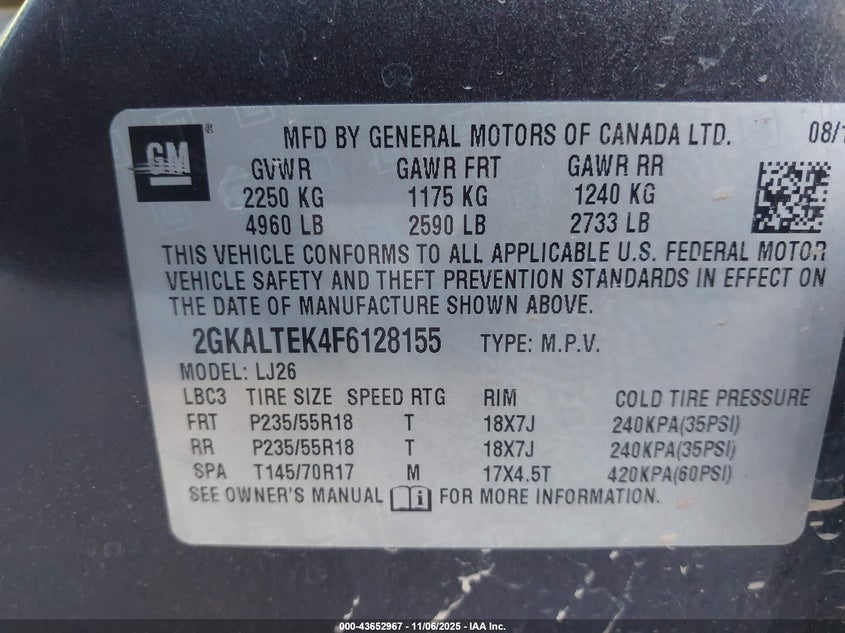 GM ® MFD BY GENERAL MOTORS OF CANADA LTD. 08/1
GVWR GAWR FRT GAWR RR
2250 KG 1175 KG 1240 KG
4960 LB 2590 LB 2733 LB
THIS VEHICLE CONFORMS TO ALL APPLICABLE U.S. FEDERAL MOTOR
VEHICLE SAFETY AND THEFT PREVENTION STANDARDS IN EFFECT ON
THE DATE OF MANUFACTURE SHOWN ABOVE.
2GKALTEK4F6128155 TYPE: M.P.V.
MODEL: LJ26
LBC3 TIRE SIZE SPEED RTG RIM COLD TIRE PRESSURE
FRT P235/55R18 T 18X7J 240KPA(35PSI)
RR P235/55R18 T 18X7J 240KPA(35PSI)
SPA T145/70R17 M 17X4.5T 420KPA(60PSI)
SEE OWNER'S MANUAL i FOR MORE INFORMATION.
000-43652967 - 11/06/2025 - IAA Inc.